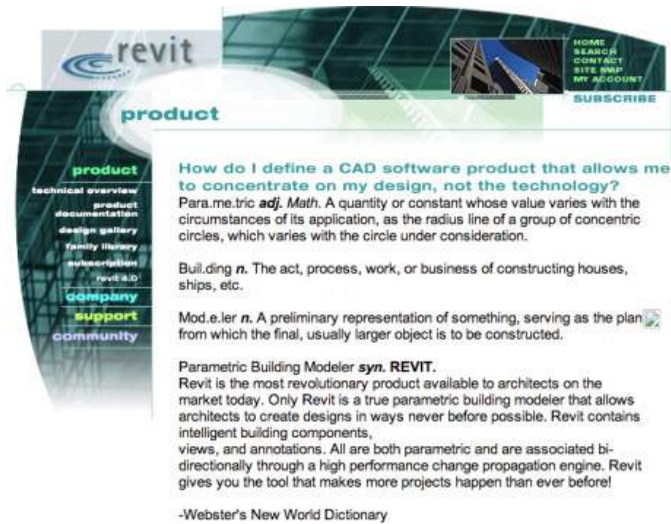 revit
HOME
SEARCH
CONTACT
SITE MAP
MY ACCOUNT
SUBSCRIBE
product
product
technical overview
product
documentation
design gallery
family library
subscription
revit 4.0
company
support
community
How do I define a CAD software product that allows me
to concentrate on my design, not the technology?
Para.me.tric adj. Math. A quantity or constant whose value varies with the
circumstances of its application, as the radius line of a group of concentric
circles, which varies with the circle under consideration.
Buil.ding n. The act, process, work, or business of constructing houses,
ships, etc.
Mod.e.ler n. A preliminary representation of something, serving as the plan
from which the final, usually larger object is to be constructed.
Parametric Building Modeler syn. REVIT.
Revit is the most revolutionary product available to architects on the
market today. Only Revit is a true parametric building modeler that allows
architects to create designs in ways never before possible. Revit contains
intelligent building components,
views, and annotations. All are both parametric and are associated bi-
directionally through a high performance change propagation engine. Revit
gives you the tool that makes more projects happen than ever before!
-Webster's New World Dictionary